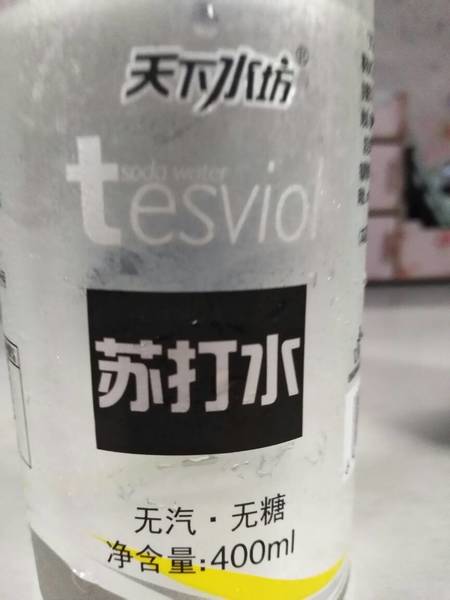 天下水坊®
soda water
tesviol
苏打水
无汽·无糖
净含量:400ml